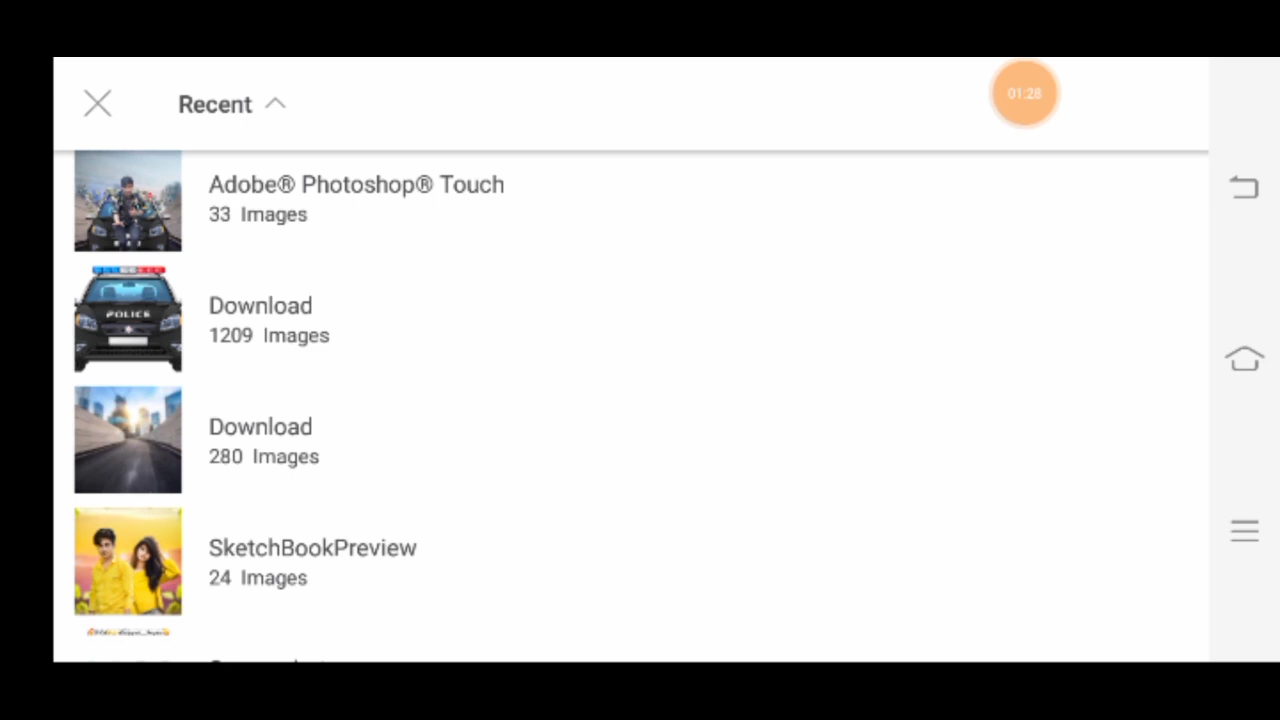 Recent
01:28
Adobe® Photoshop® Touch
33 Images
POLICE
Download
1209 Images
Download
280 Images
SketchBookPreview
24 Images